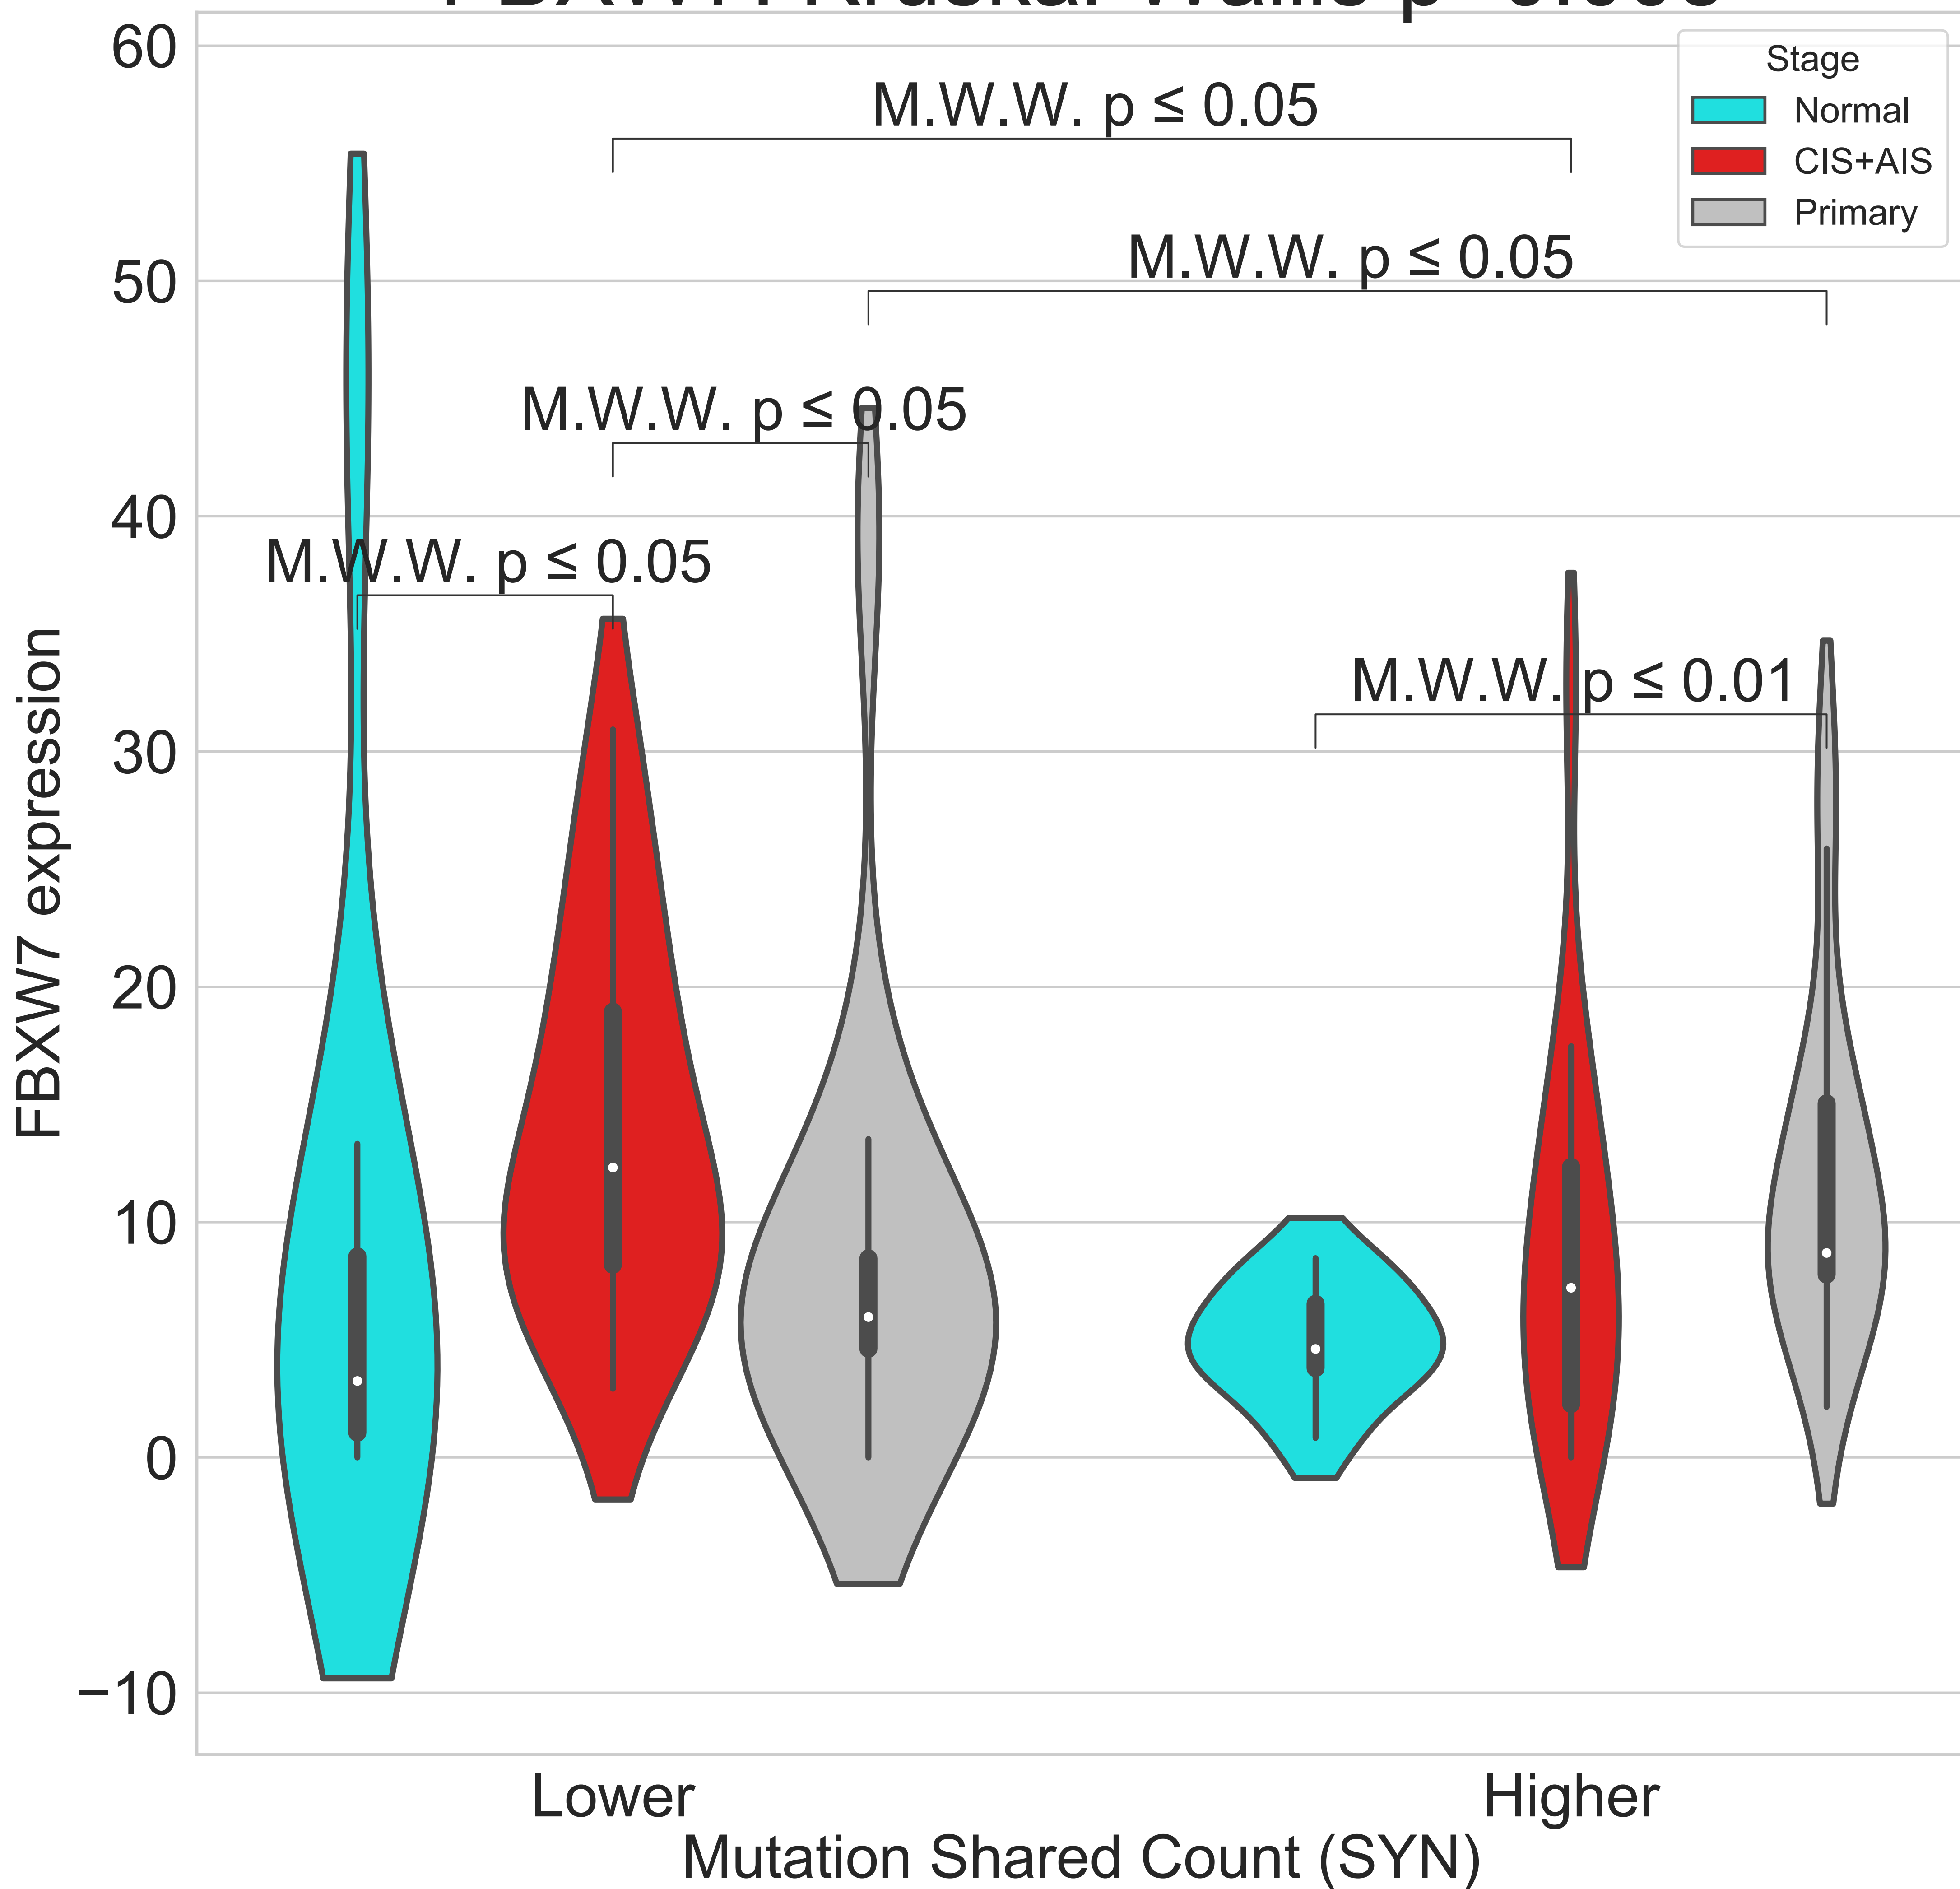 60
50
40
30
20
10
0
−10
FBXW7 expression
Stage
Normal
CIS+AIS
Primary
M.W.W. p ≤ 0.05
M.W.W. p ≤ 0.05
M.W.W. p ≤ 0.05
M.W.W. p ≤ 0.05
M.W.W. p ≤ 0.01
Lower
Higher
Mutation Shared Count (SYN)